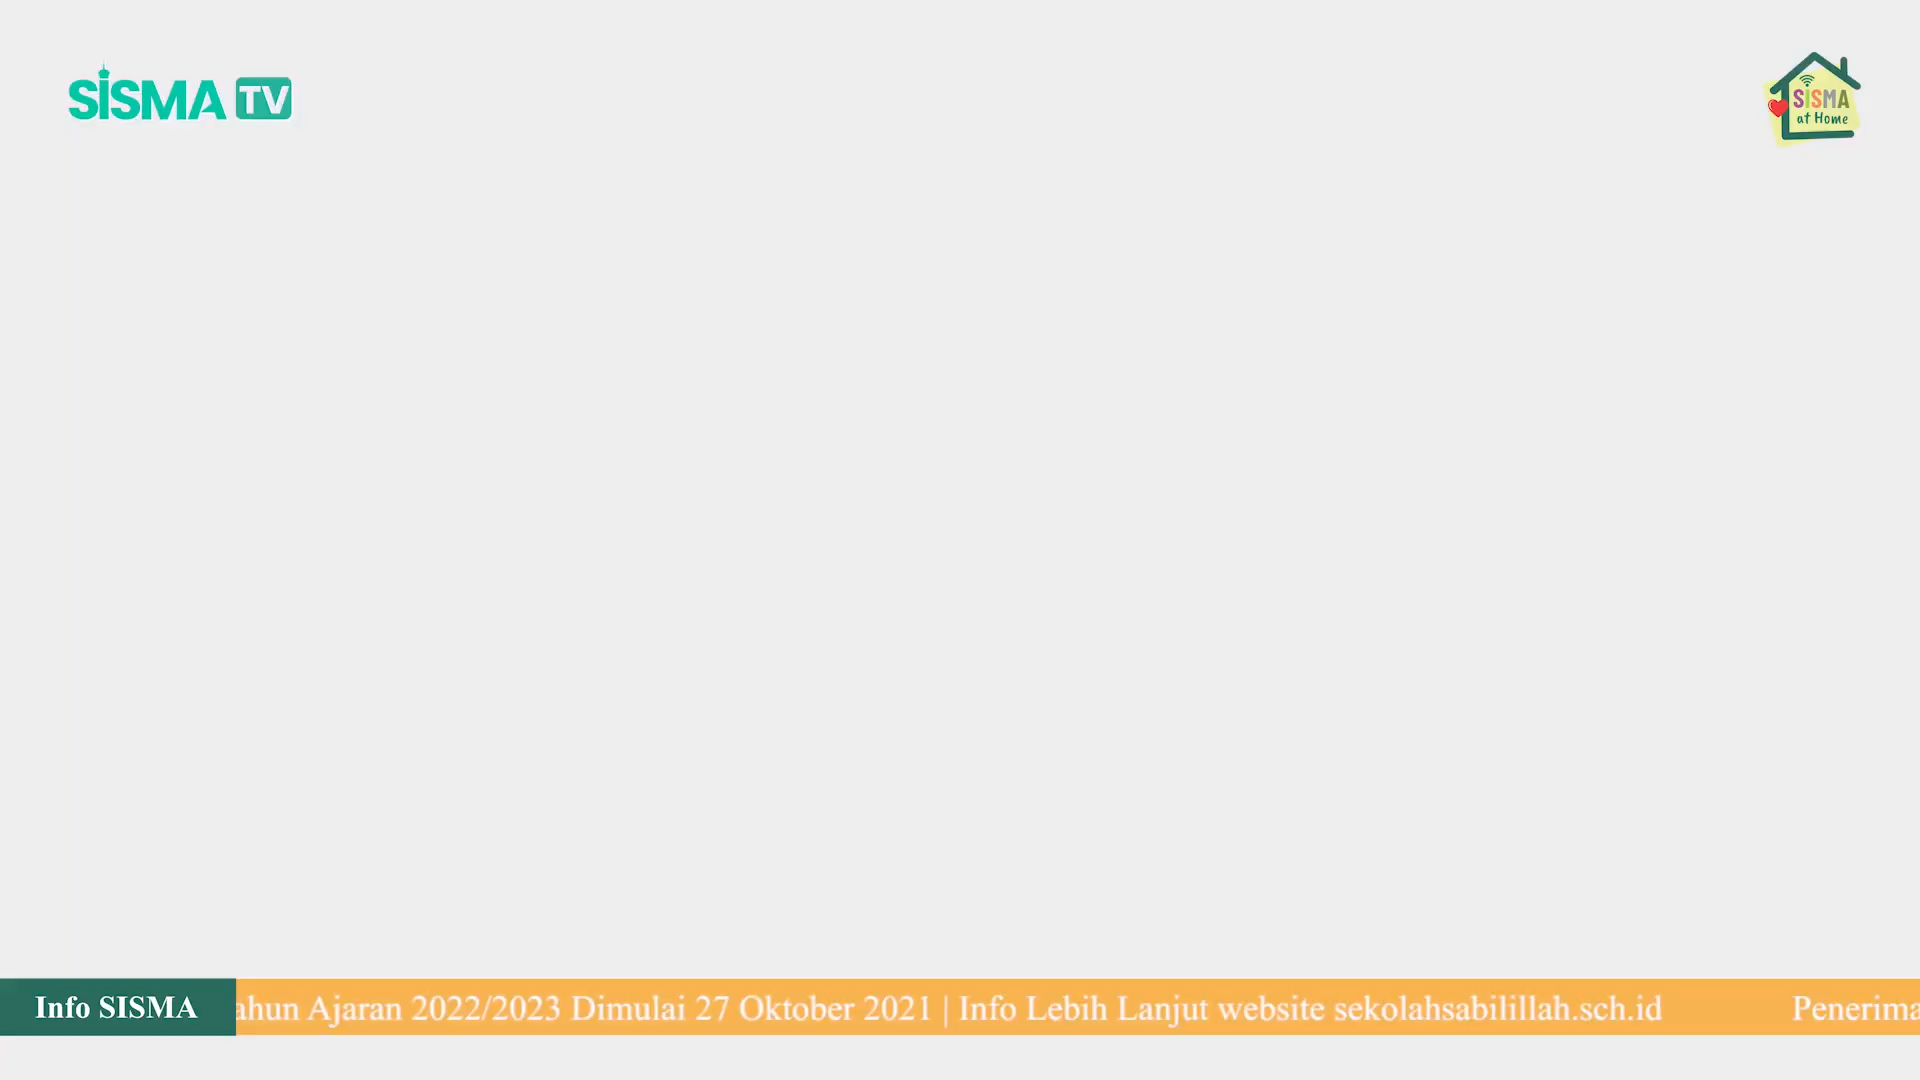 SISMA TV
SISMA
at Home
Info SISMA
ahun Ajaran 2022/2023 Dimulai 27 Oktober 2021 | Info Lebih Lanjut website sekolahsabilillah.sch.id
Penerima